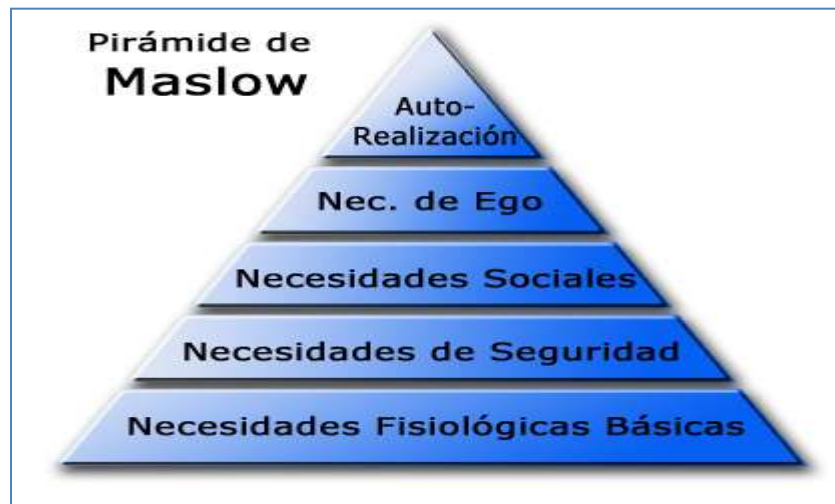 Pirámide de
Maslow
Auto-
Realización
Nec. de Ego
Necesidades Sociales
Necesidades de Seguridad
Necesidades Fisiológicas Básicas